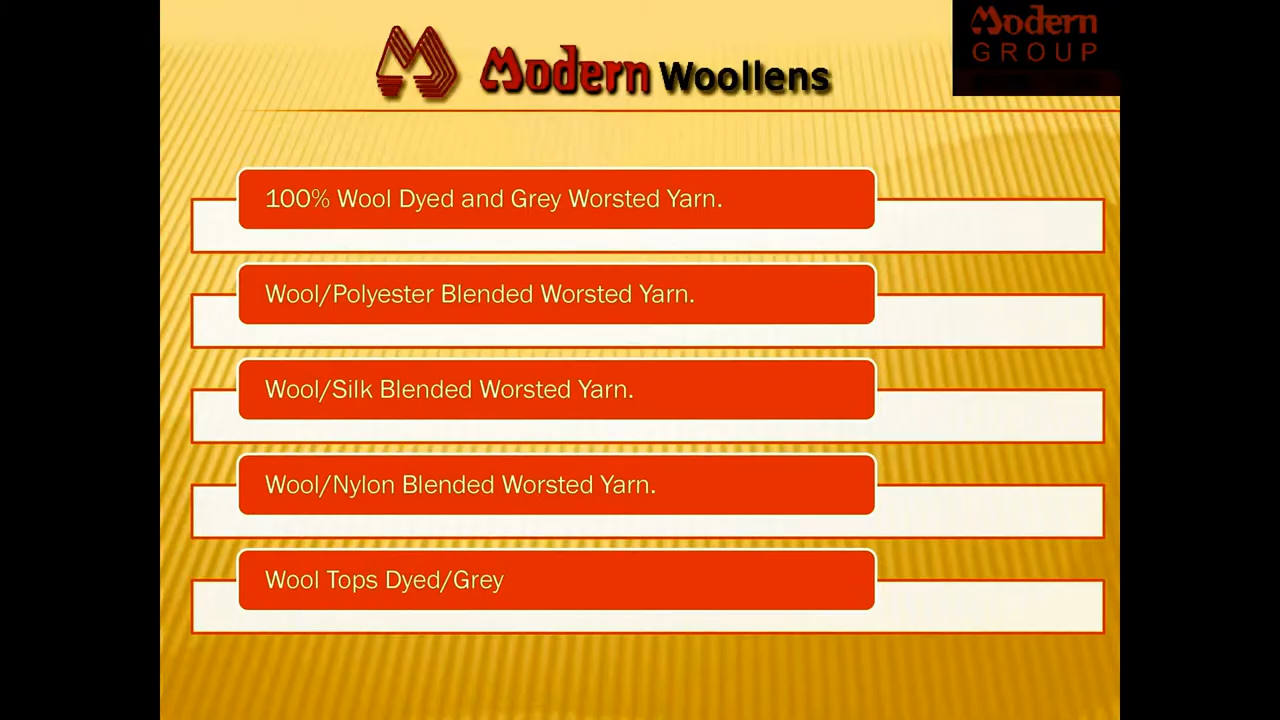 Modern
GROUP
Modern Woollens
100% Wool Dyed and Grey Worsted Yarn.
Wool/Polyester Blended Worsted Yarn.
Wool/Silk Blended Worsted Yarn.
Wool/Nylon Blended Worsted Yarn.
Wool Tops Dyed/Grey